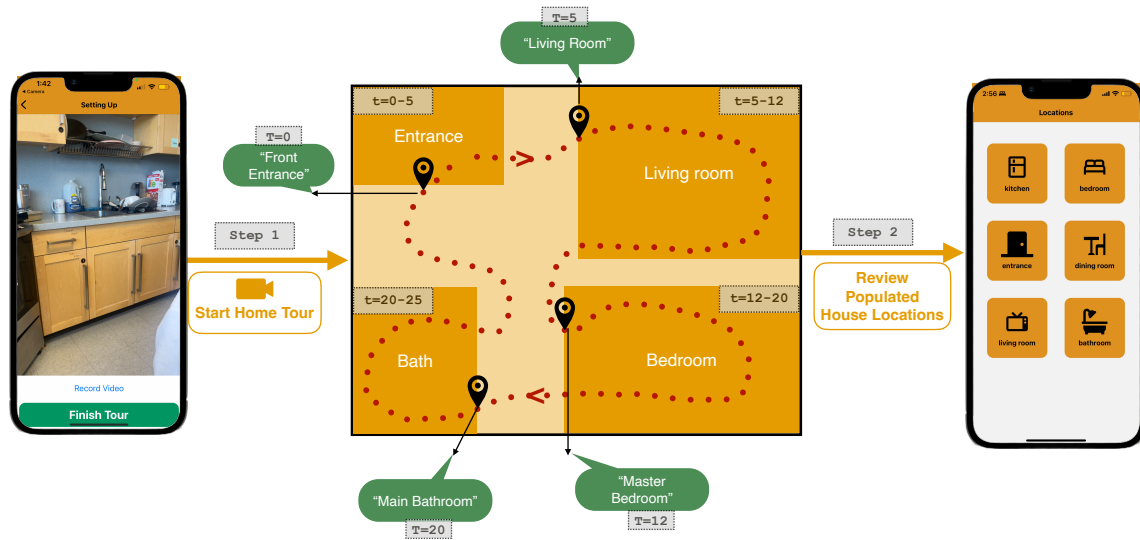 1:42
Camera
Setting Up
Record Video
Finish Tour
Step 1
Start Home Tour
T=0
“Front
Entrance”
T=5
“Living Room”
t=0-5
Entrance
t=5-12
Living room
t=20-25
Bath
t=12-20
Bedroom
“Main Bathroom”
T=20
“Master
Bedroom”
T=12
Step 2
Review
Populated
House Locations
2:56
Locations
kitchen
bedroom
entrance
dining room
living room
bathroom